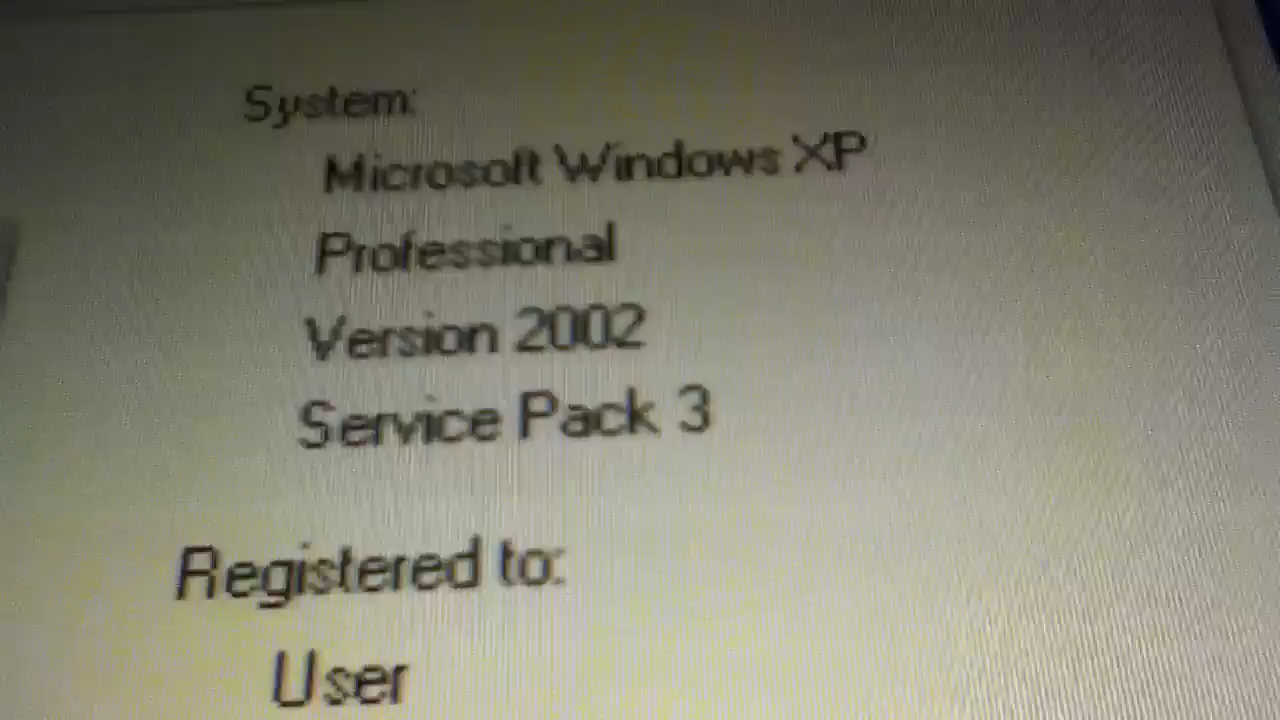 System:
Microsoft Windows XP
Professional
Version 2002
Service Pack 3
Registered to:
User